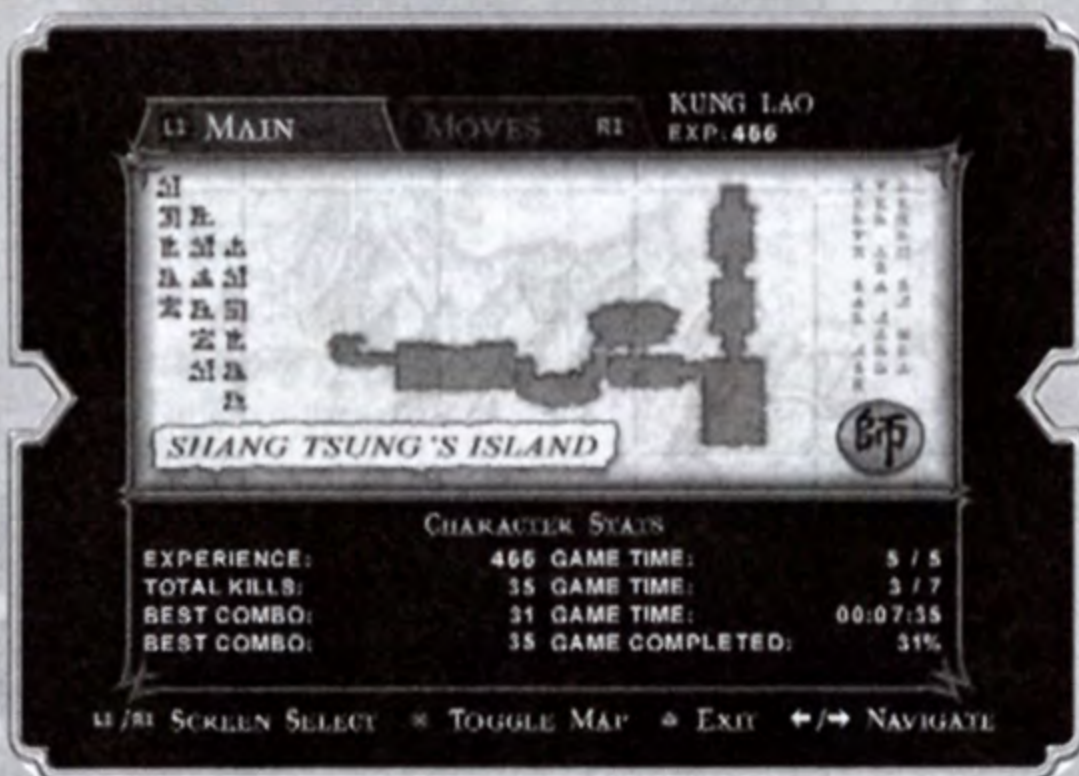 L1 MAIN MOVES R1
KUNG LAO
EXP: 466
SHANG TSUNG'S ISLAND
師
CHARACTER STATS
EXPERIENCE: 466 GAME TIME: 5 / 5
TOTAL KILLS: 35 GAME TIME: 3 / 7
BEST COMBO: 31 GAME TIME: 00:07:35
BEST COMBO: 35 GAME COMPLETED: 31%
L1/R1 SCREEN SELECT TOGGLE MAP EXIT ←/→ NAVIGATE